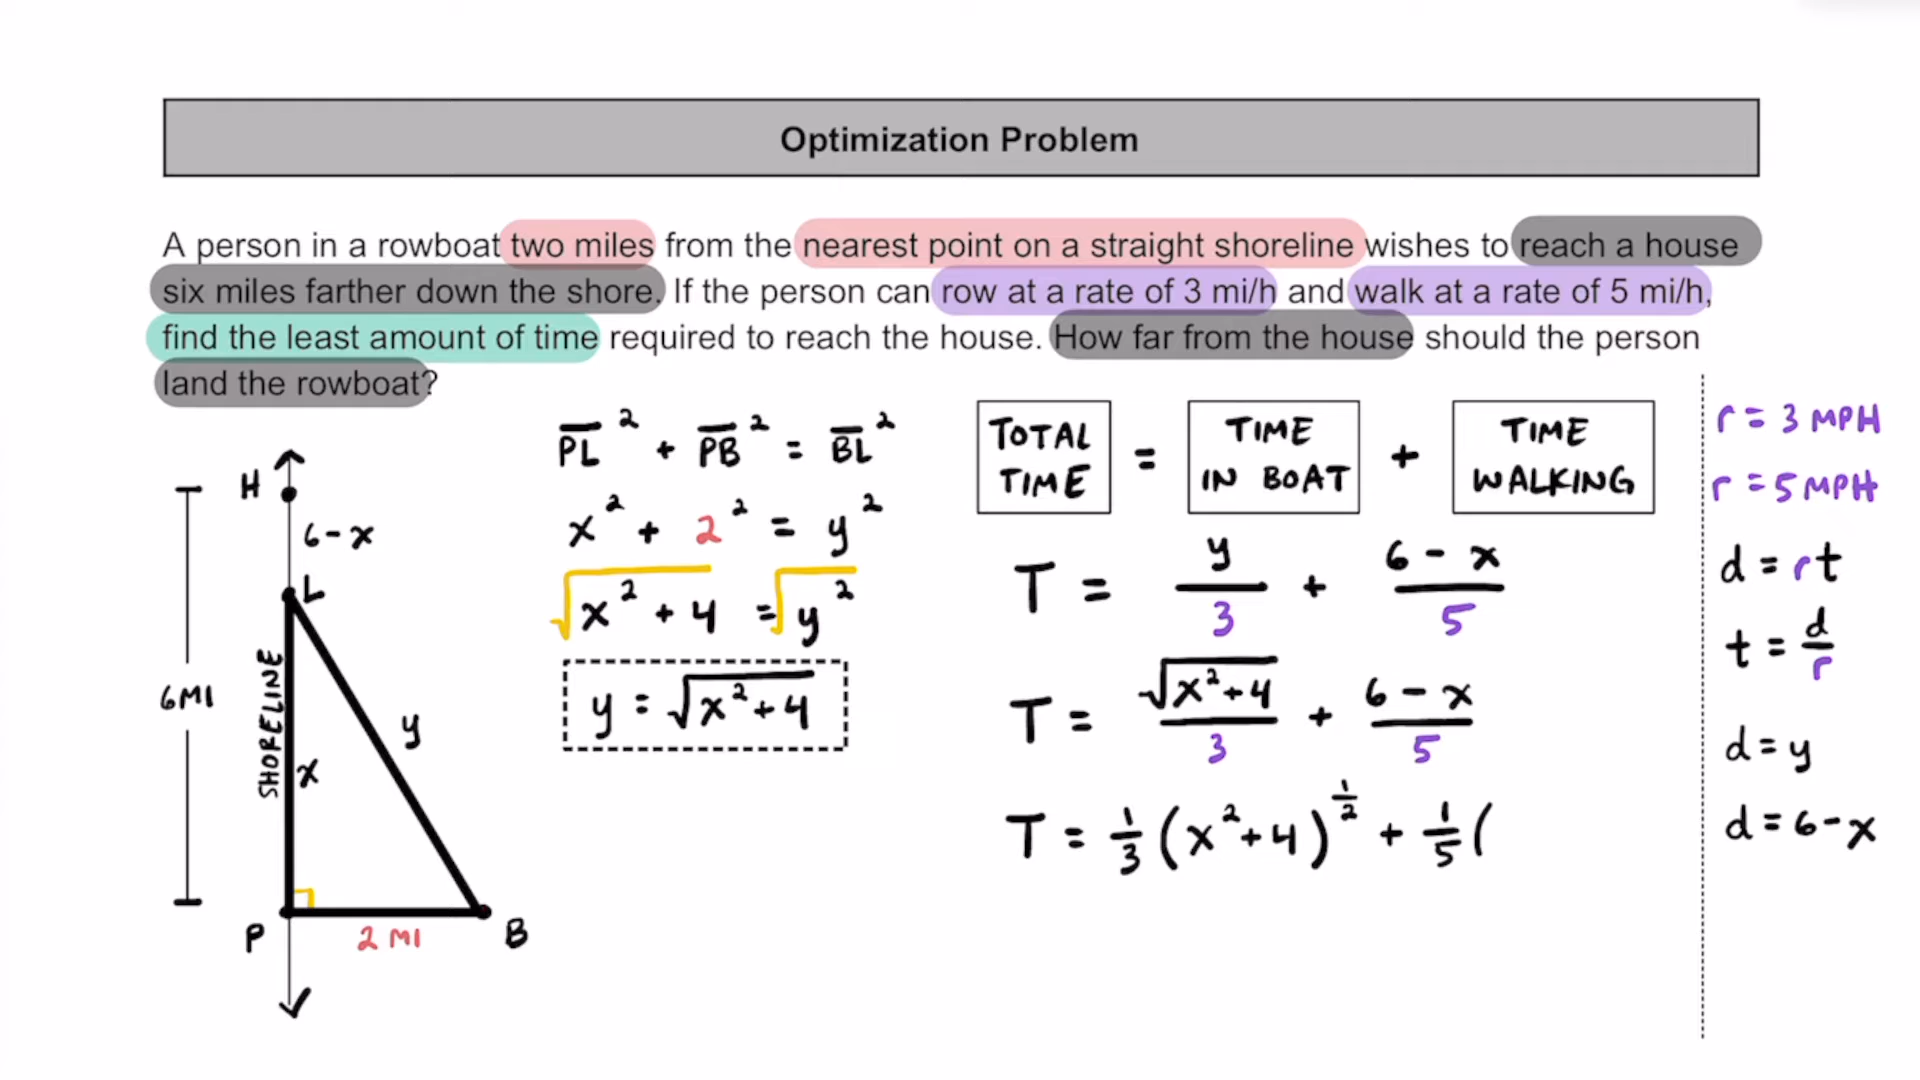 Optimization Problem
A person in a rowboat two miles from the nearest point on a straight shoreline wishes to reach a house
six miles farther down the shore. If the person can row at a rate of 3 mi/h and walk at a rate of 5 mi/h,
find the least amount of time required to reach the house. How far from the house should the person
land the rowboat?
H
6-x
L
6MI
SHORELINE
x
y
P
2 MI
B
PL² + PB² = BL²
x² + 2² = y²
√x² + 4 = √y²
y = √x²+4
TOTAL TIME = TIME IN BOAT + TIME WALKING
T = y/3 + 6-x/5
T = √x²+4/3 + 6-x/5
T = 1/3 (x²+4)^1/2 + 1/5 (
r = 3 MPH
r = 5 MPH
d = rt
t = d/r
d = y
d = 6-x